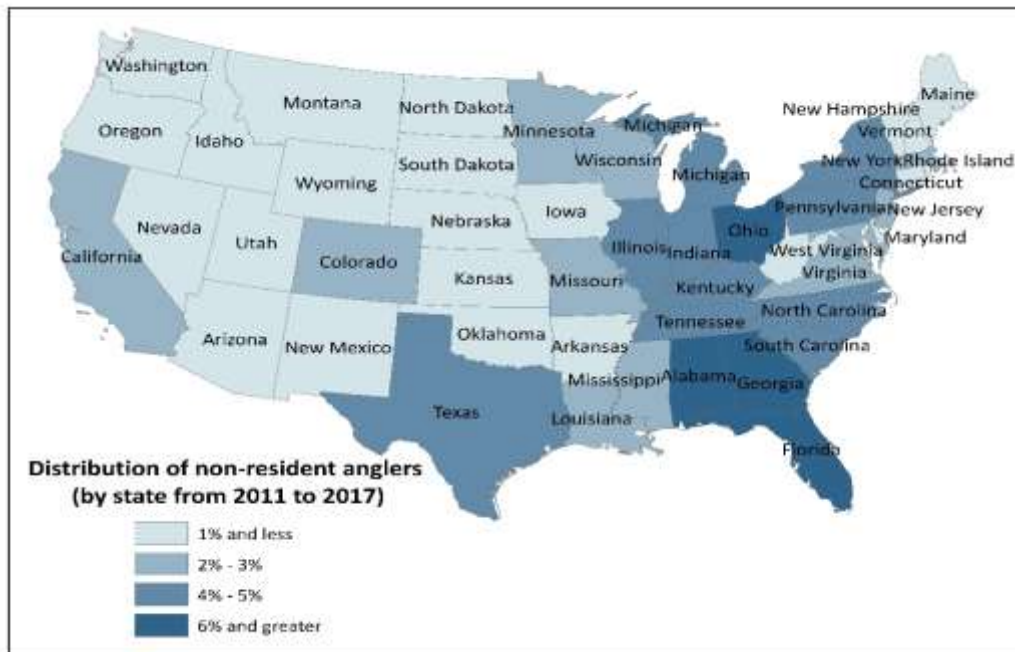 Washington
Montana
North Dakota
Maine
New Hampshire
Oregon
Idaho
Minnesota
Michigan
Vermont
South Dakota
Wisconsin
Michigan
New York
Rhode Island
Wyoming
Connecticut
Nebraska
Iowa
Pennsylvania
New Jersey
Nevada
Utah
Ohio
California
Colorado
Illinois
Indiana
West Virginia
Maryland
Kansas
Missouri
Virginia
Kentucky
Arizona
New Mexico
Oklahoma
Arkansas
Tennessee
North Carolina
South Carolina
Mississippi
Alabama
Georgia
Texas
Louisiana
Florida
Distribution of non-resident anglers
(by state from 2011 to 2017)
1% and less
2% - 3%
4% - 5%
6% and greater